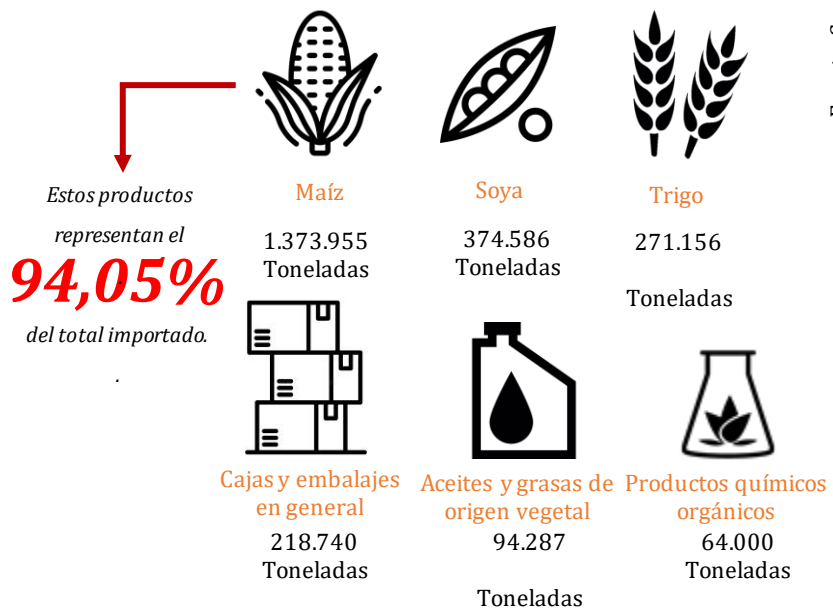 Maíz
Soya
Trigo
Estos productos
representan el
94,05%
del total importado.
.
1.373.955
Toneladas
374.586
Toneladas
271.156
Toneladas
Cajas y embalajes
en general
Aceites y grasas de
origen vegetal
Productos químicos
orgánicos
218.740
Toneladas
94.287
Toneladas
64.000
Toneladas